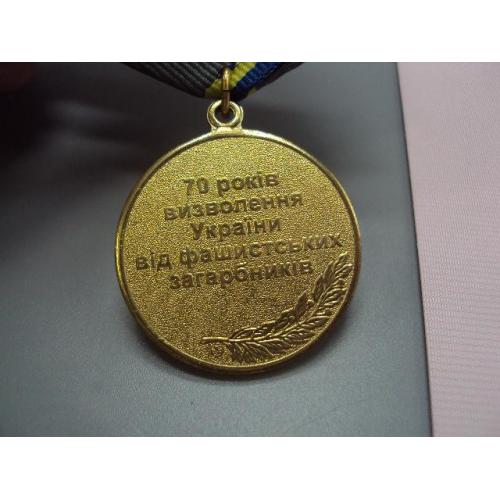 70 років
визволення
України
від фашистських
загарбників